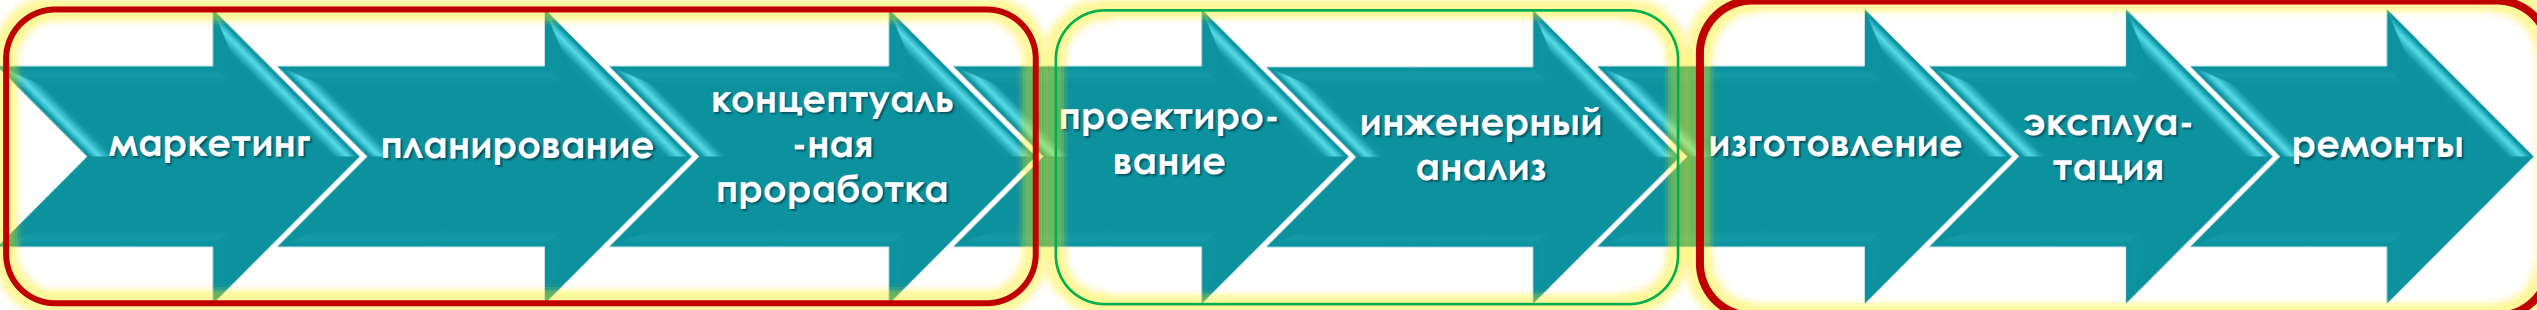 маркетинг
планирование
концептуаль
-ная
проработка
проектиро-
вание
инженерный
анализ
изготовление
эксплуа-
тация
ремонты